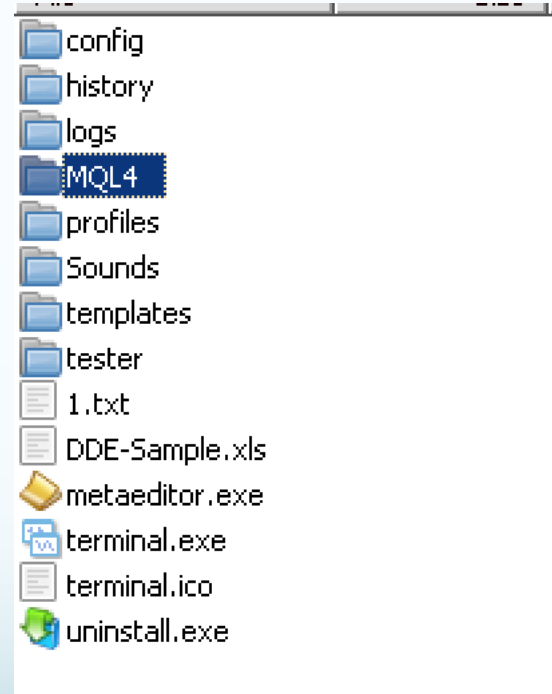 config
history
logs
MQL4
profiles
Sounds
templates
tester
1.txt
DDE-Sample.xls
metaeditor.exe
terminal.exe
terminal.ico
uninstall.exe